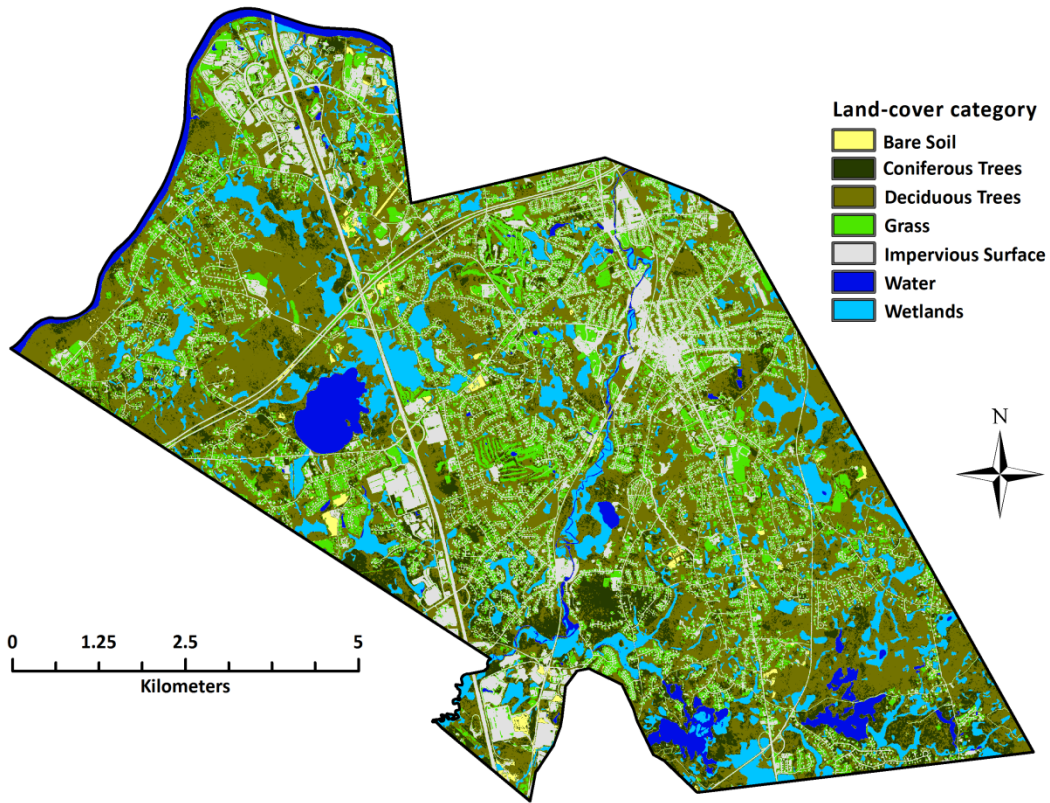 Land-cover category
Bare Soil
Coniferous Trees
Deciduous Trees
Grass
Impervious Surface
Water
Wetlands
N
0 1.25 2.5 5
Kilometers